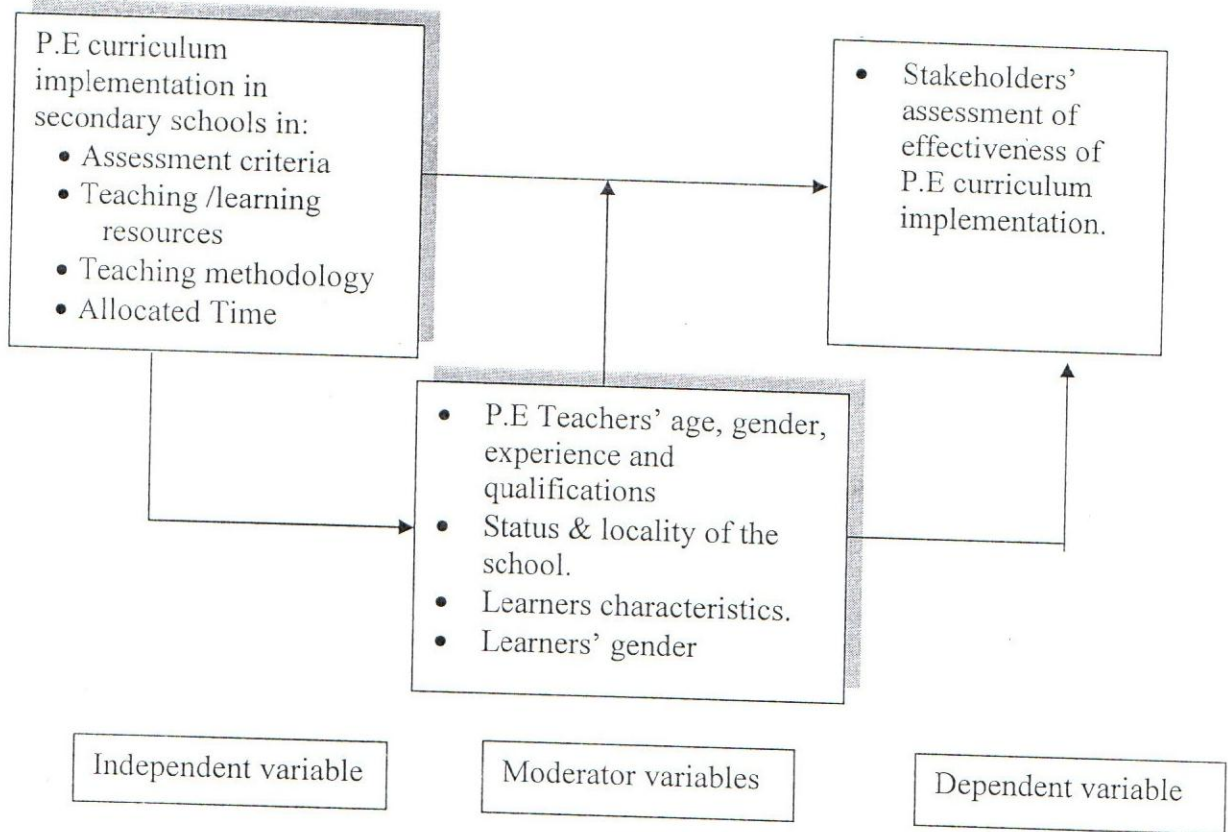 P.E curriculum
implementation in
secondary schools in:
• Assessment criteria
• Teaching /learning
resources
• Teaching methodology
• Allocated Time
• Stakeholders'
assessment of
effectiveness of
P.E curriculum
implementation.
• P.E Teachers' age, gender,
experience and
qualifications
• Status & locality of the
school.
• Learners characteristics.
• Learners' gender
Independent variable
Moderator variables
Dependent variable